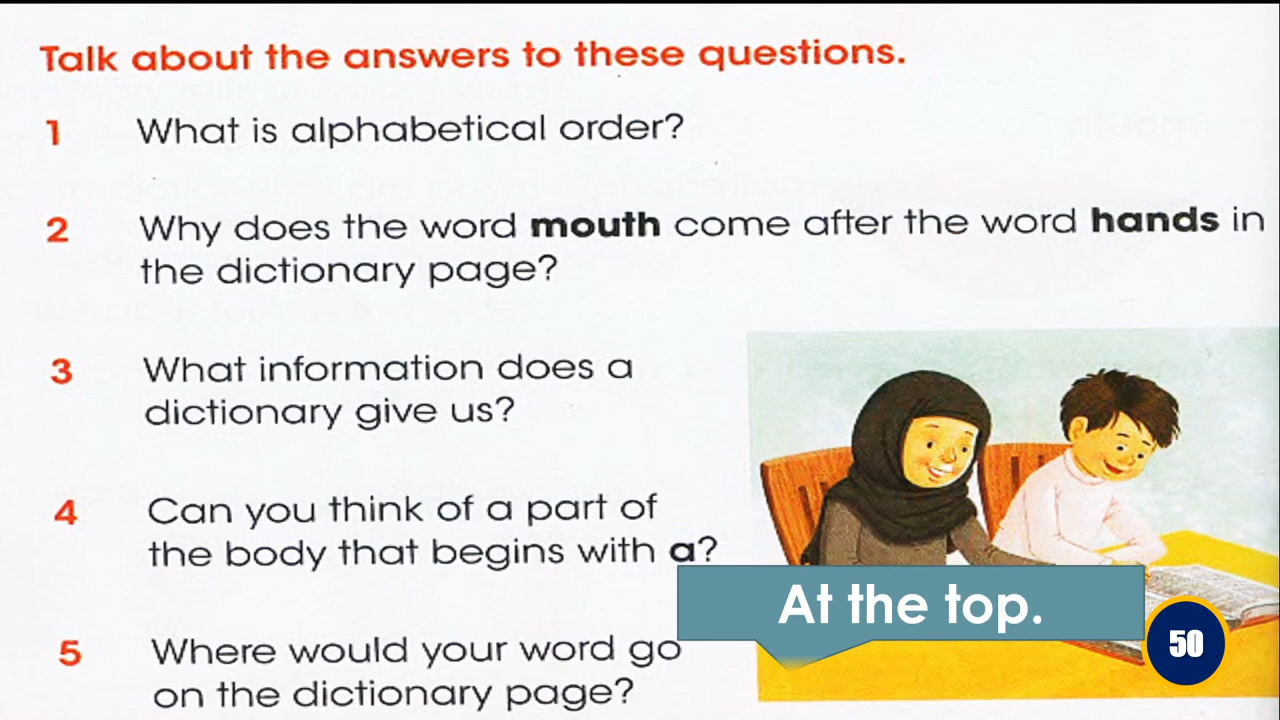 Talk about the answers to these questions.
1 What is alphabetical order?
2 Why does the word mouth come after the word hands in
the dictionary page?
3 What information does a
dictionary give us?
4 Can you think of a part of
the body that begins with a?
At the top.
50
5 Where would your word go
on the dictionary page?